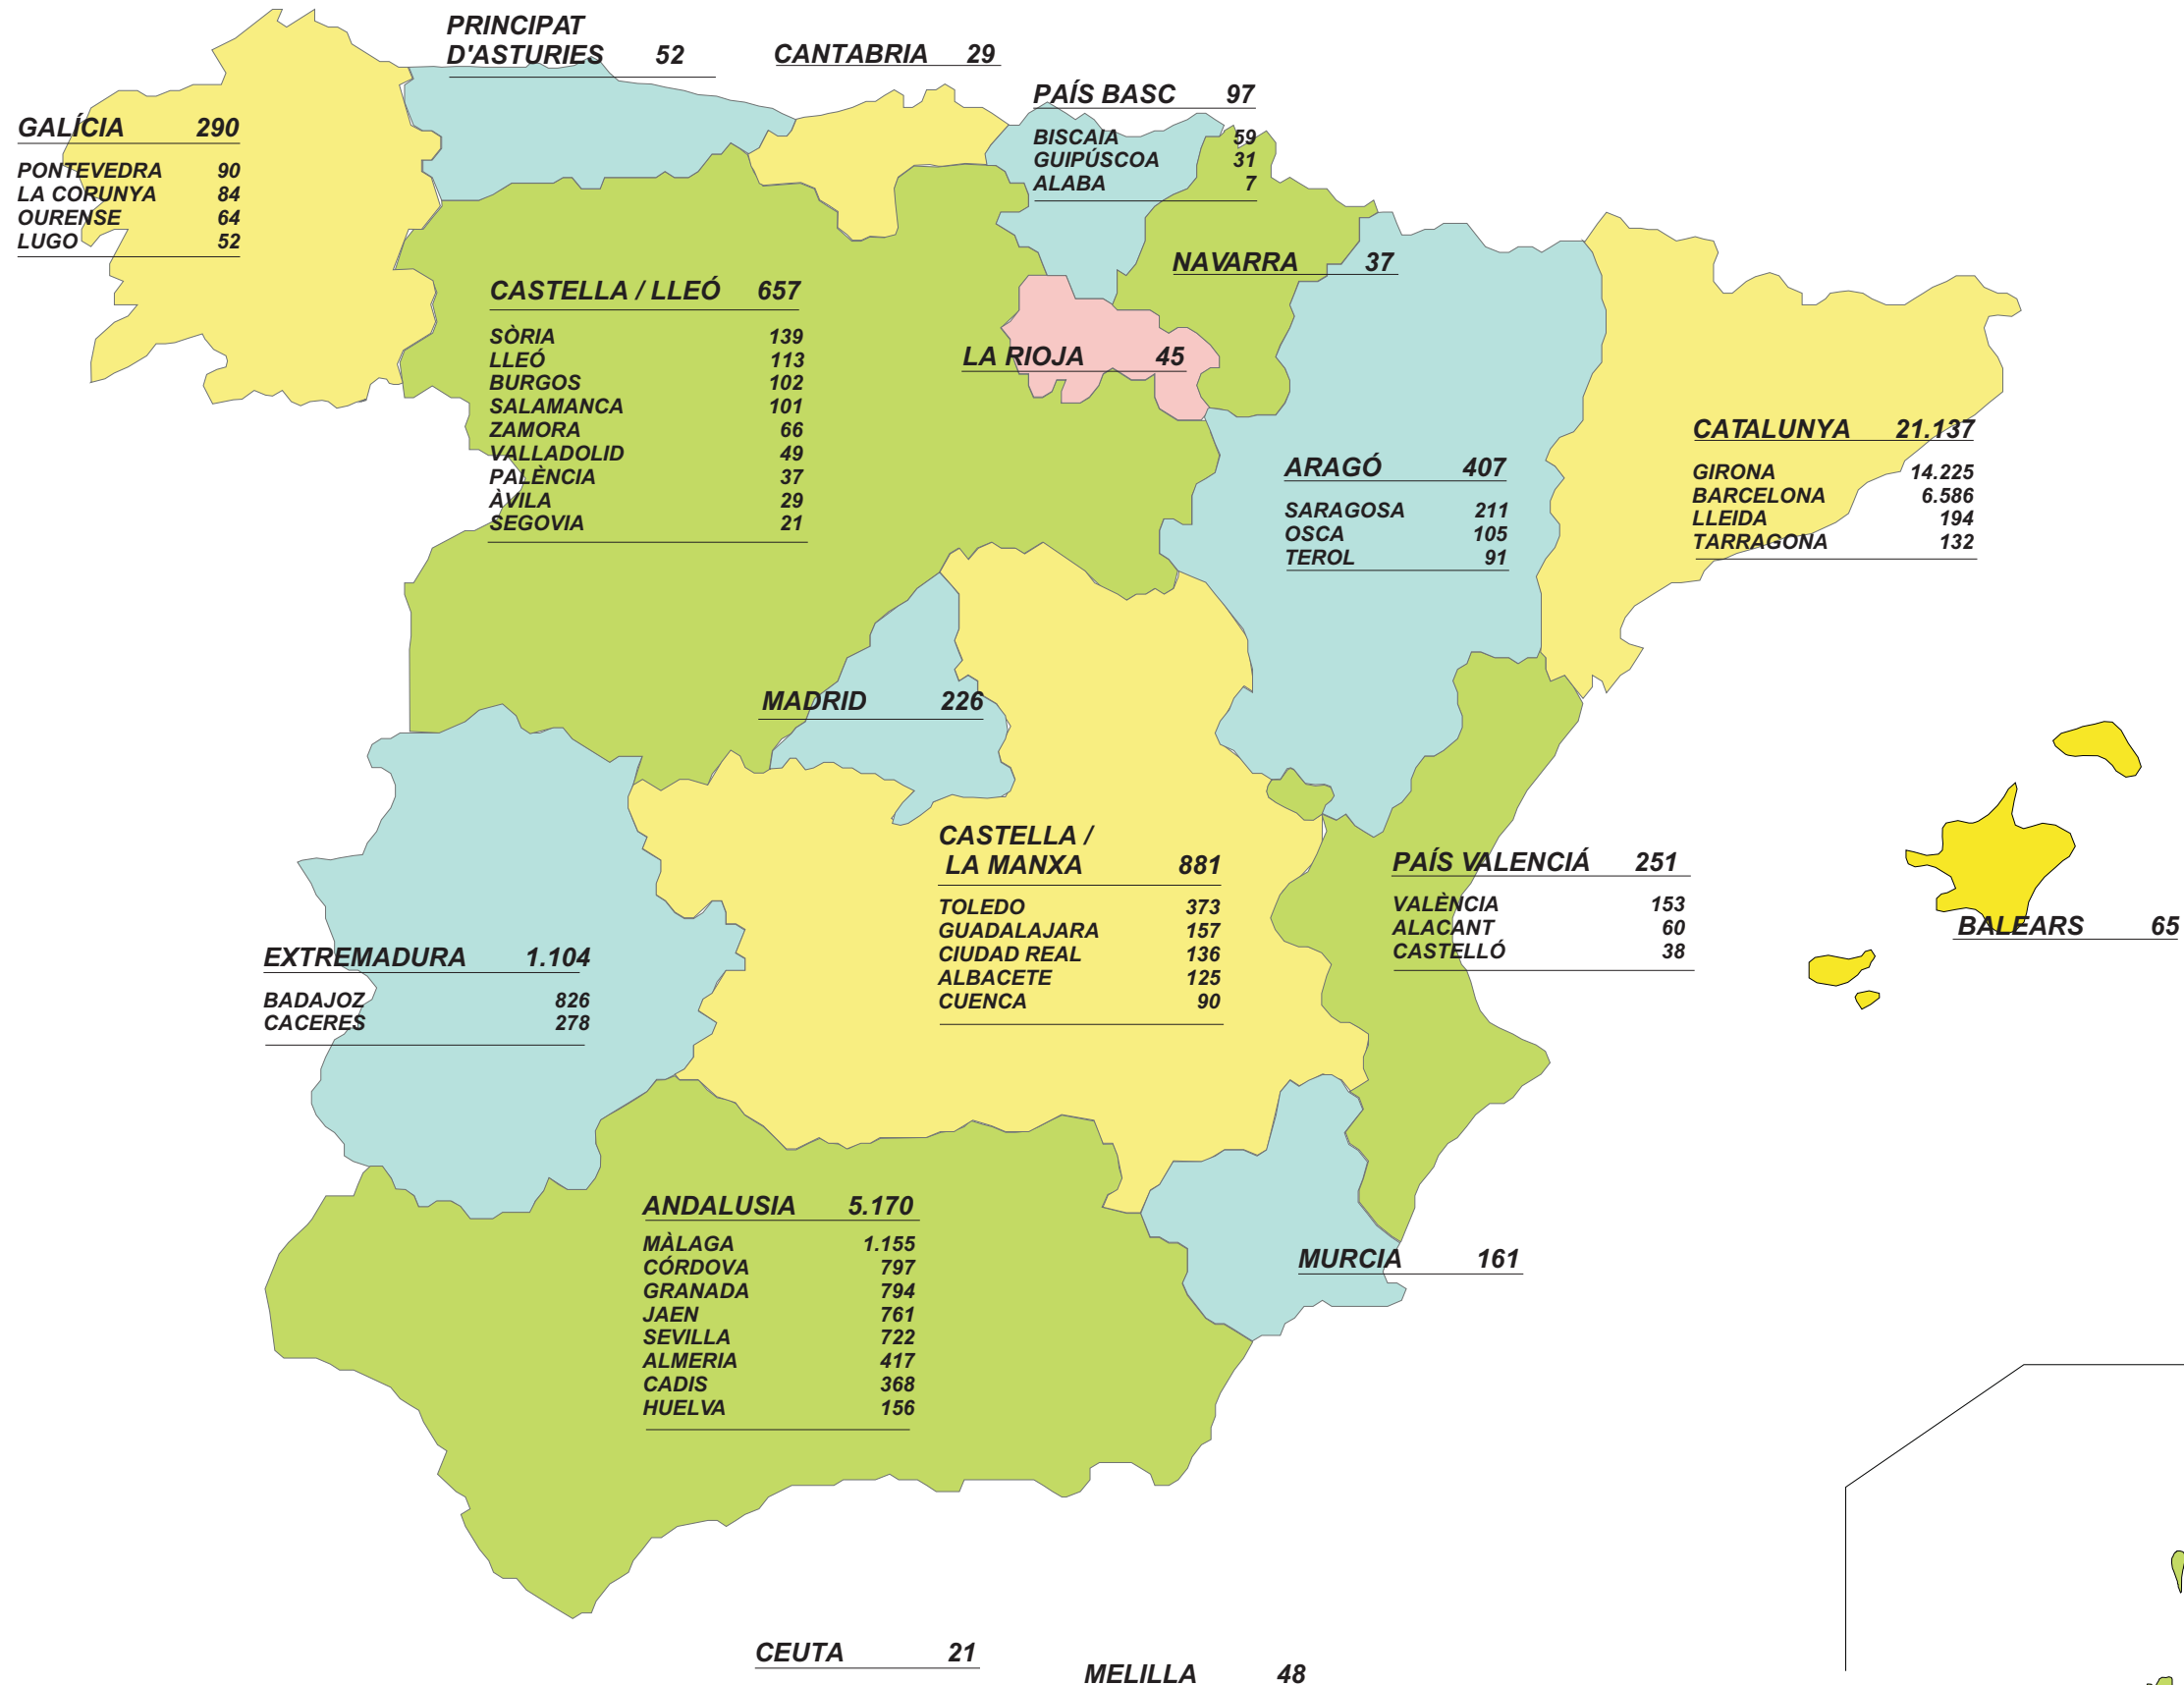 PRINCIPAT
D'ASTURIES 52
CANTABRIA 29
PAÍS BASC 97
BISCAIA 59
GUIPÚSCOA 31
ALABA 7
GALÍCIA 290
PONTEVEDRA 90
LA CORUNYA 84
OURENSE 64
LUGO 52
NAVARRA 37
CASTELLA / LLEÓ 657
SÒRIA 139
LLEÓ 113
BURGOS 102
SALAMANCA 101
ZAMORA 66
VALLADOLID 49
PALÈNCIA 37
ÀVILA 29
SEGOVIA 21
LA RIOJA 45
ARAGÓ 407
SARAGOSA 211
OSCA 105
TEROL 91
CATALUNYA 21.137
GIRONA 14.225
BARCELONA 6.586
LLEIDA 194
TARRAGONA 132
MADRID 226
CASTELLA /
LA MANXA 881
TOLEDO 373
GUADALAJARA 157
CIUDAD REAL 136
ALBACETE 125
CUENCA 90
PAÍS VALENCIÁ 251
VALÈNCIA 153
ALACANT 60
CASTELLÓ 38
BALEARS 65
EXTREMADURA 1.104
BADAJOZ 826
CACERES 278
ANDALUSIA 5.170
MÀLAGA 1.155
CÓRDOVA 797
GRANADA 794
JAEN 761
SEVILLA 722
ALMERIA 417
CADIS 368
HUELVA 156
MURCIA 161
CEUTA 21
MELILLA 48